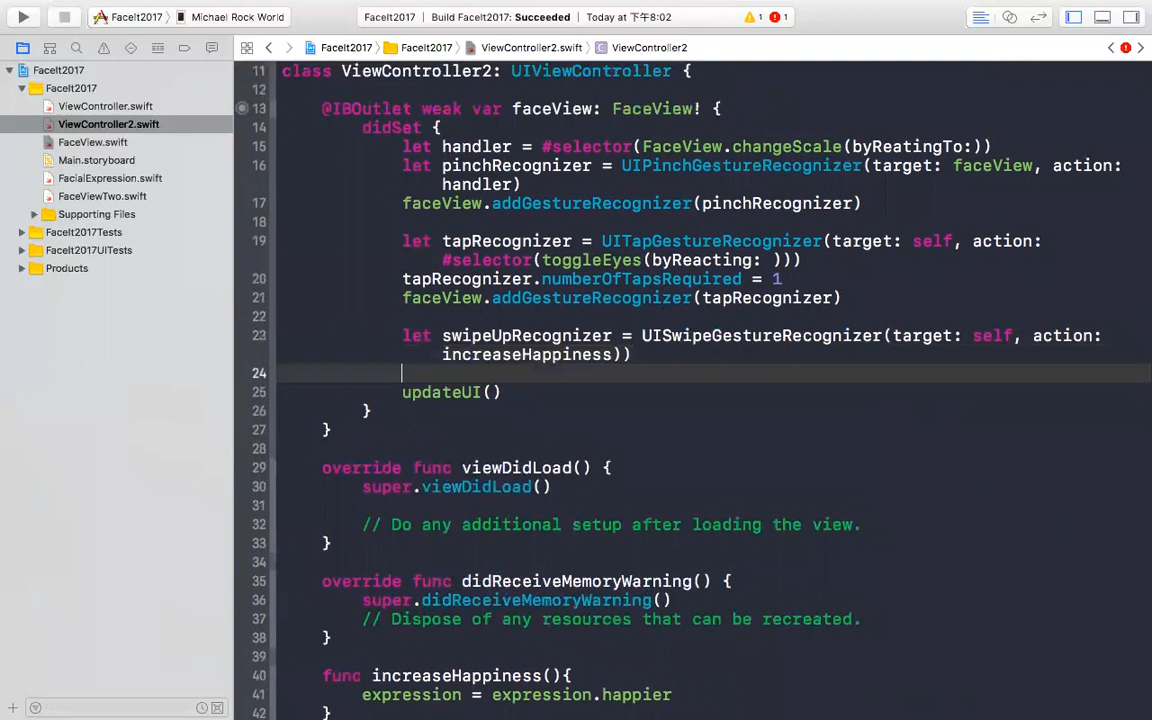 FaceIt2017 > Michael Rock World
FaceIt2017 | Build FaceIt2017: Succeeded | Today at 下午8:02
1 1
FaceIt2017 > FaceIt2017 > ViewController2.swift > ViewController2
FaceIt2017
FaceIt2017
ViewController.swift
ViewController2.swift
FaceView.swift
Main.storyboard
FacialExpression.swift
FaceViewTwo.swift
Supporting Files
FaceIt2017Tests
FaceIt2017UITests
Products
11 class ViewController2: UIViewController {
12
13 @IBOutlet weak var faceView: FaceView! {
14 didSet {
15 let handler = #selector(FaceView.changeScale(byReatingTo:))
16 let pinchRecognizer = UIPinchGestureRecognizer(target: faceView, action:
handler)
17 faceView.addGestureRecognizer(pinchRecognizer)
18
19 let tapRecognizer = UITapGestureRecognizer(target: self, action:
#selector(toggleEyes(byReacting: )))
20 tapRecognizer.numberOfTapsRequired = 1
21 faceView.addGestureRecognizer(tapRecognizer)
22
23 let swipeUpRecognizer = UISwipeGestureRecognizer(target: self, action:
increaseHappiness))
24
25 updateUI()
26 }
27 }
28
29 override func viewDidLoad() {
30 super.viewDidLoad()
31
32 // Do any additional setup after loading the view.
33 }
34
35 override func didReceiveMemoryWarning() {
36 super.didReceiveMemoryWarning()
37 // Dispose of any resources that can be recreated.
38 }
39
40 func increaseHappiness(){
41 expression = expression.happier
42 }